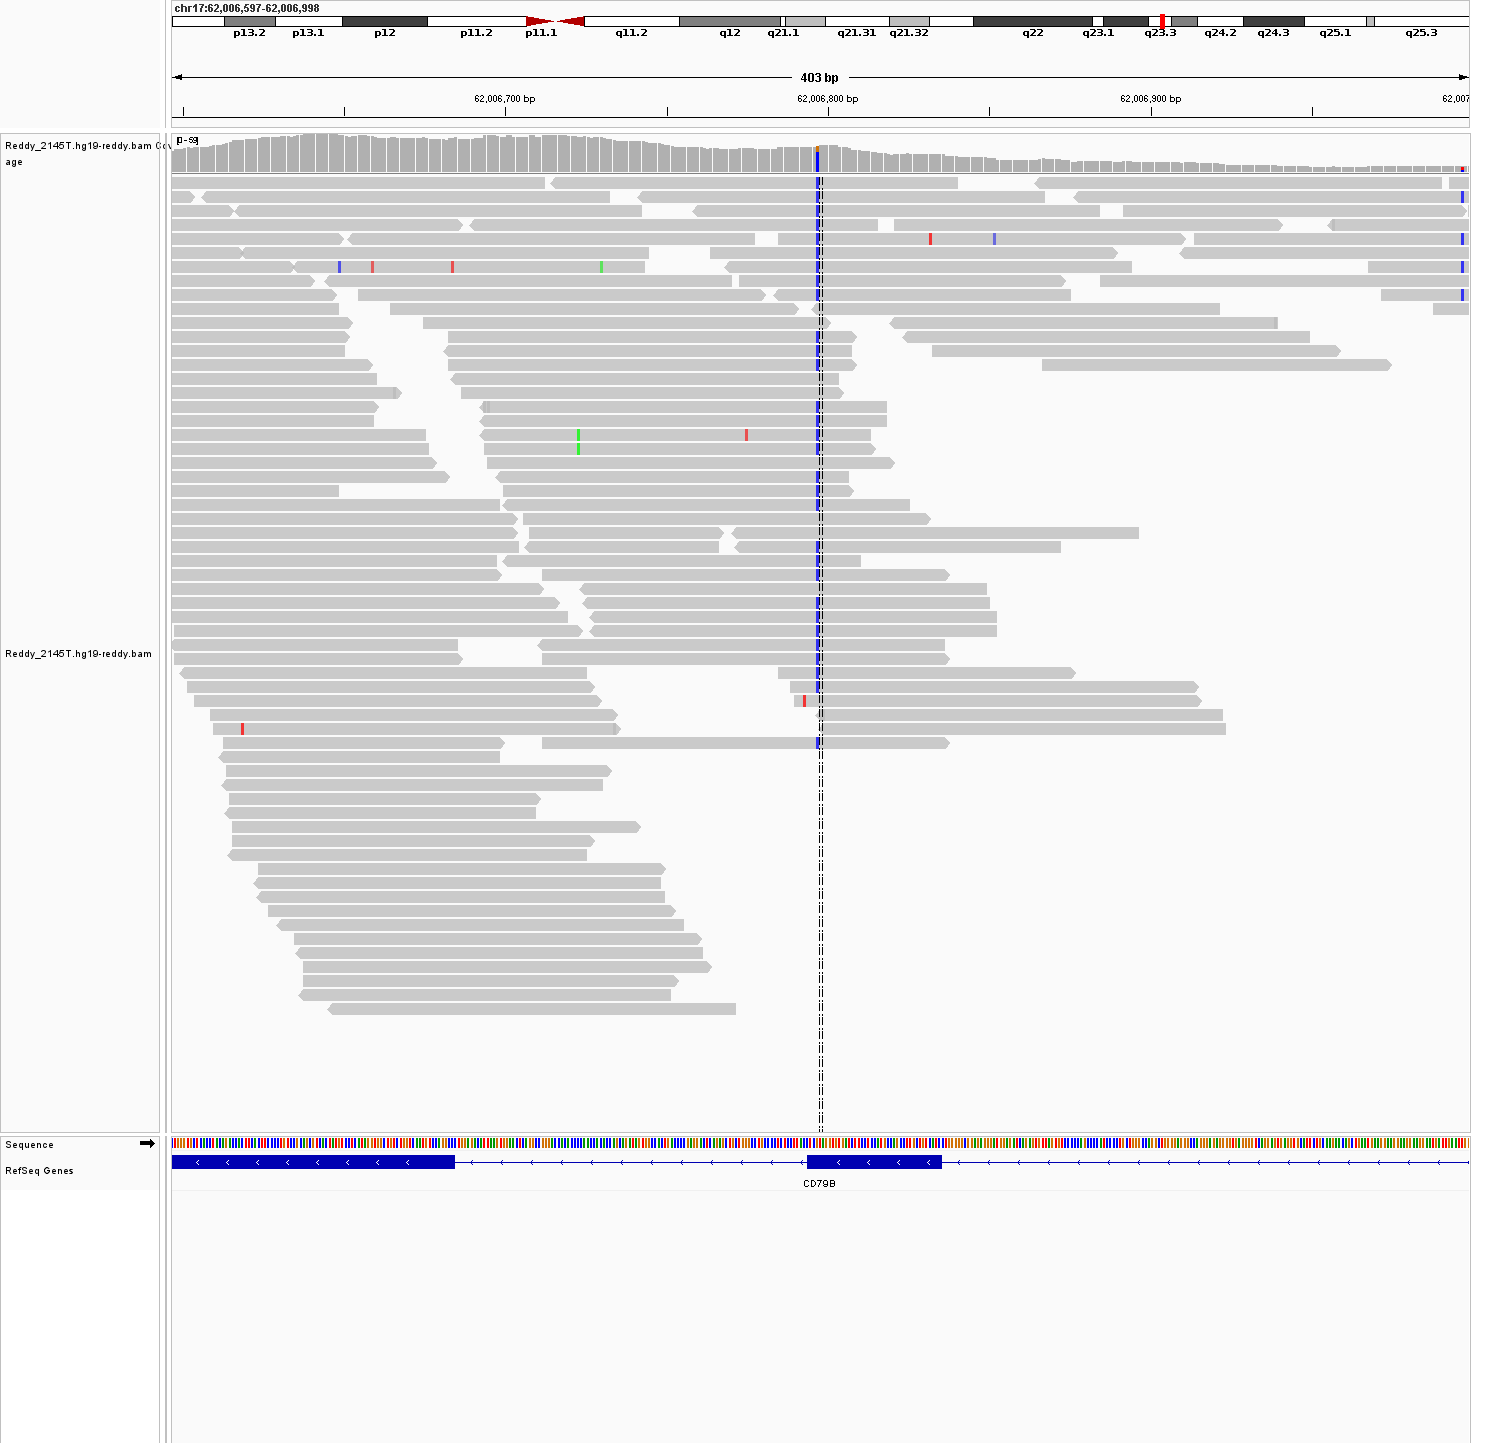 chr17:62,006,597-62,006,998
p13.2 p13.1 p12 p11.2 p11.1 q11.2 q12 q21.1 q21.31 q21.32 q22 q23.1 q23.3 q24.2 q24.3 q25.1 q25.3
403 bp
62,006,700 bp 62,006,800 bp 62,006,900 bp 62,007
Reddy_2145T.hg19-reddy.bam Cov
age
[0-59]
Reddy_2145T.hg19-reddy.bam
Sequence
RefSeq Genes
CD79B